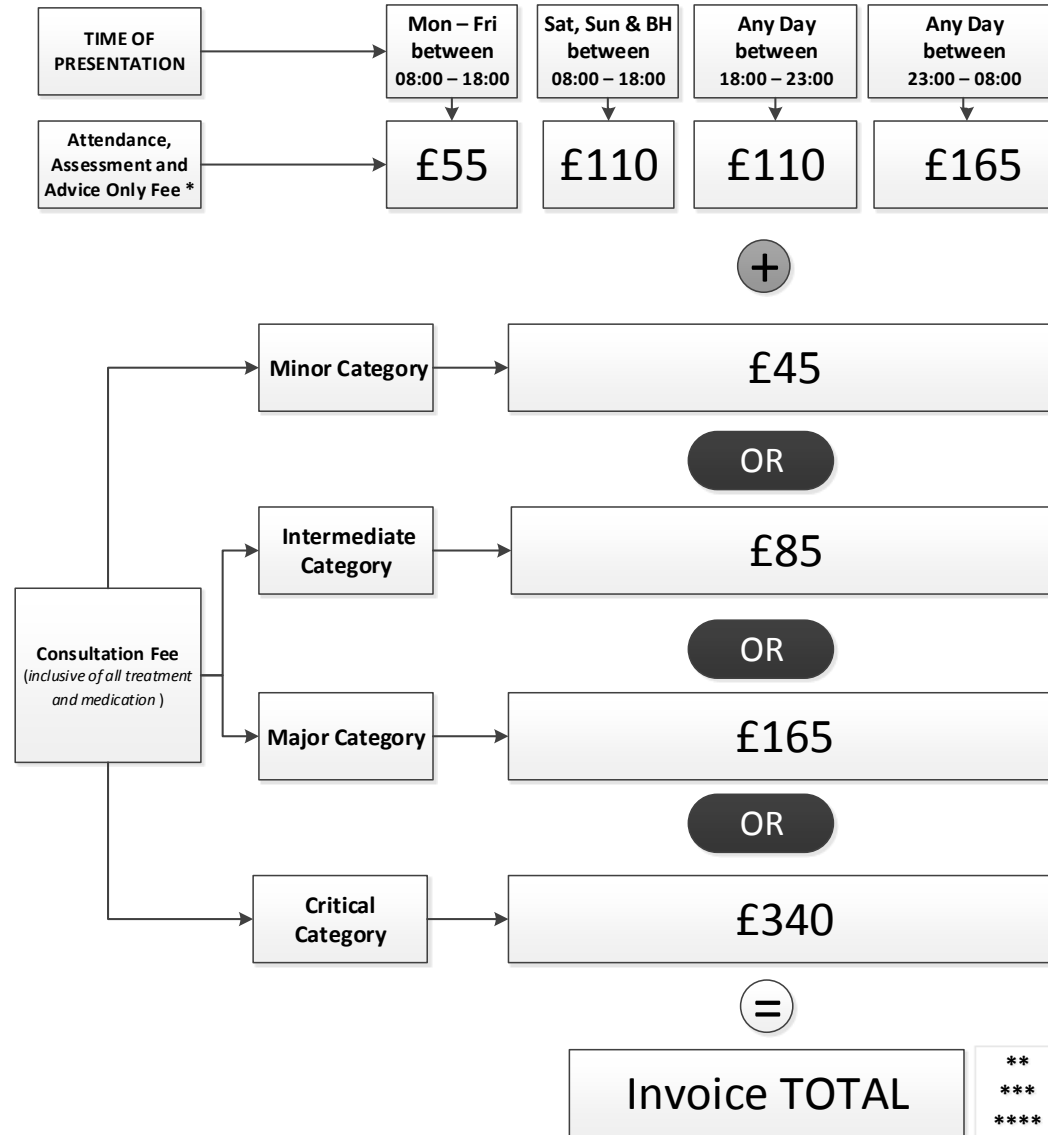 TIME OF
PRESENTATION
Mon – Fri
between
08:00 – 18:00
Sat, Sun & BH
between
08:00 – 18:00
Any Day
between
18:00 – 23:00
Any Day
between
23:00 – 08:00
Attendance,
Assessment and
Advice Only Fee *
£55
£110
£110
£165
+
Minor Category
£45
OR
Intermediate
Category
£85
Consultation Fee
(inclusive of all treatment
and medication )
OR
Major Category
£165
OR
Critical
Category
£340
=
Invoice TOTAL
**
***
****